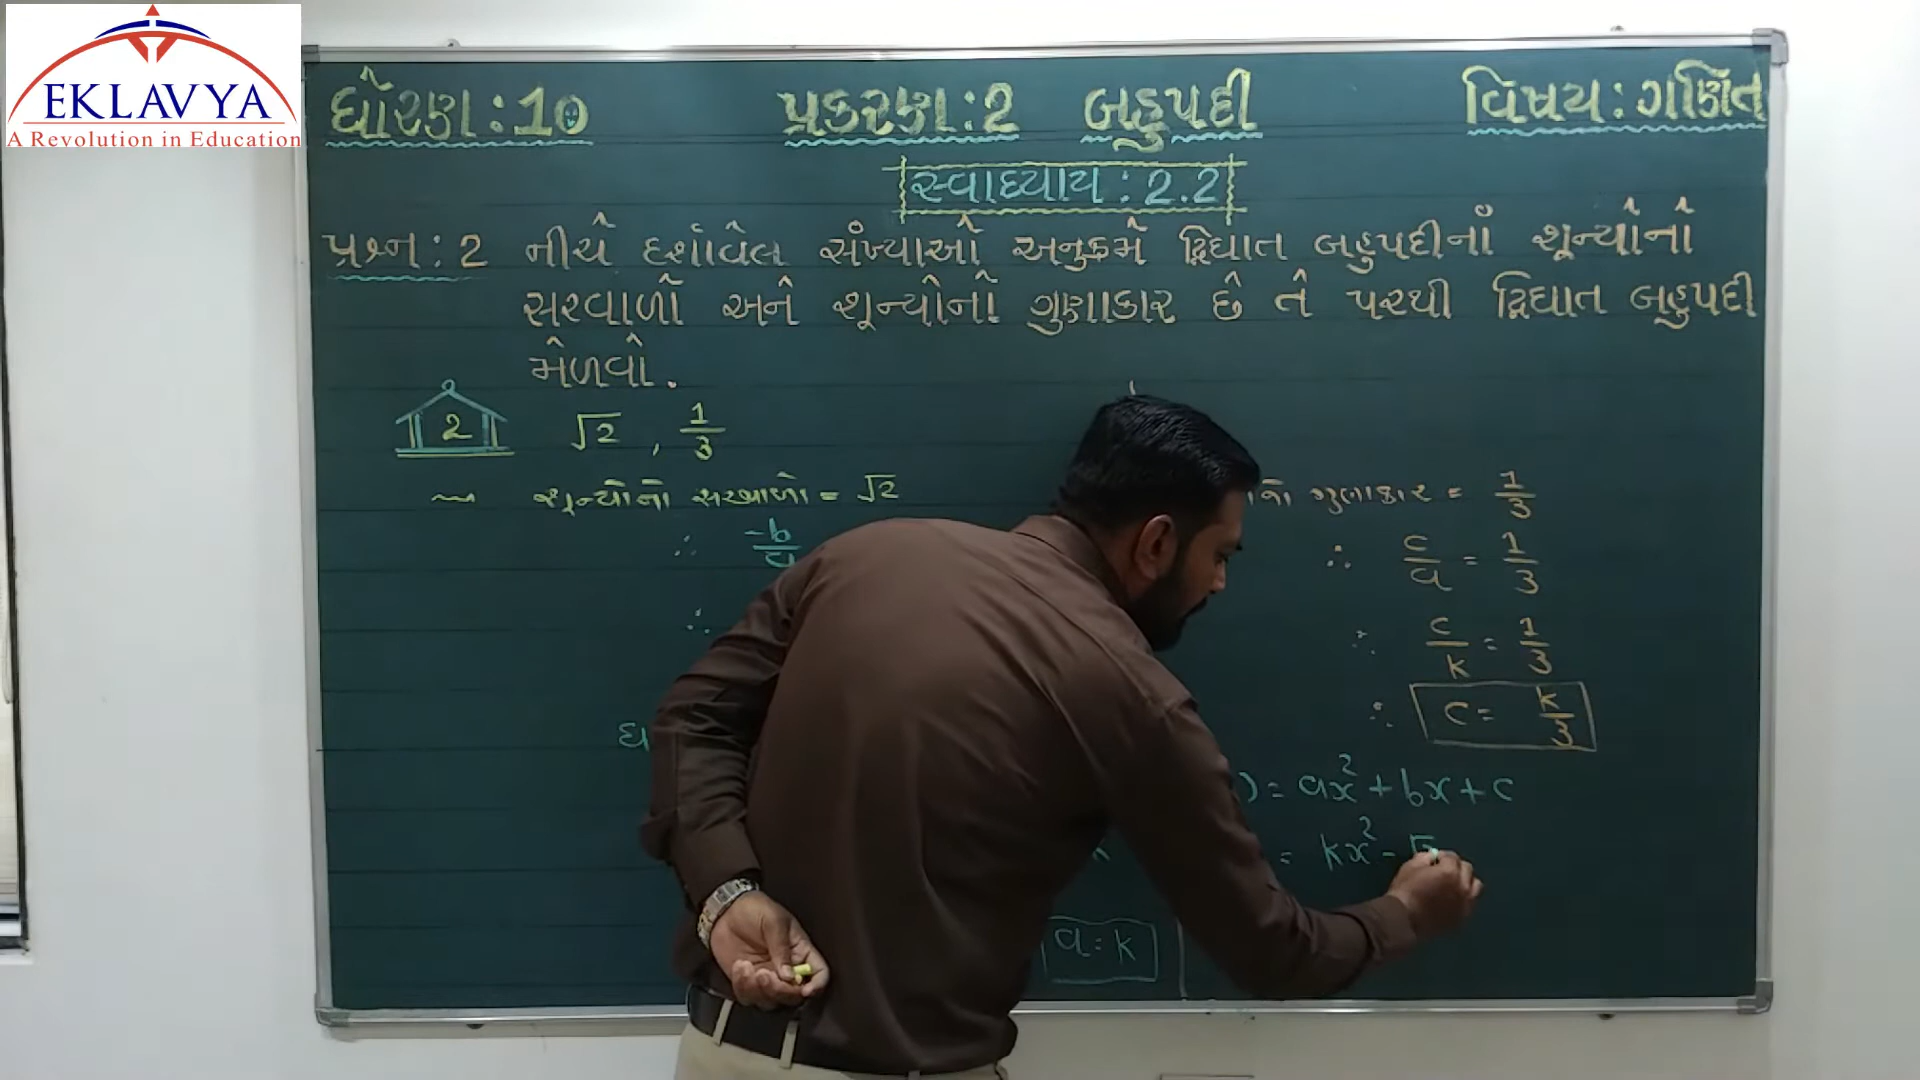 EKLAVYA
A Revolution in Education
ધોરણ : 10 પ્રકરણ : 2 બહુપદી વિષય : ગણિત
સ્વાધ્યાય : 2.2
પ્રશ્ન : 2 નીચે દર્શાવેલ સંખ્યાઓ અનુક્રમે દ્વિઘાત બહુપદીનાં શૂન્યોનો
સરવાળો અને શૂન્યોનો ગુણાકાર છે તે પરથી દ્વિઘાત બહુપદી
મેળવો.
2 √2 , 1/3
શૂન્યોનો સરવાળો = √2
∴ -b/a
∴
ધા
ગુણાકાર = 1/3
∴ c/a = 1/3
∴ c/k = 1/3
∴ c = k/3
) = ax² + bx + c
= kx² - √
a = k